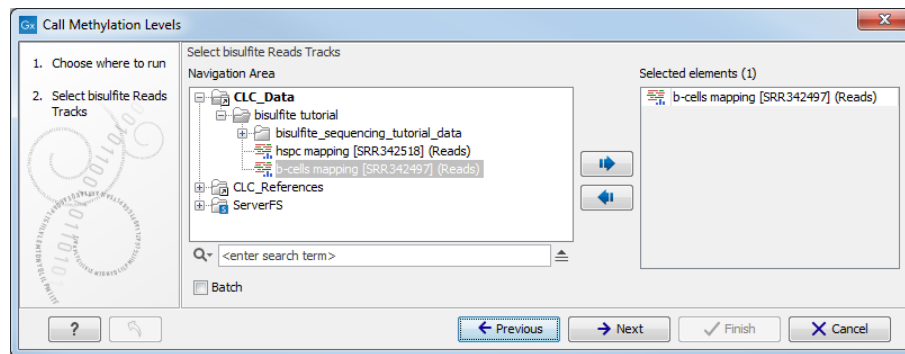 Gx Call Methylation Levels
1. Choose where to run
2. Select bisulfite Reads
Tracks
Select bisulfite Reads Tracks
Navigation Area
CLC_Data
bisulfite tutorial
bisulfite_sequencing_tutorial_data
hspc mapping [SRR342518] (Reads)
b-cells mapping [SRR342497] (Reads)
CLC_References
ServerFS
<enter search term>
Batch
Selected elements (1)
b-cells mapping [SRR342497] (Reads)
?
Previous
Next
Finish
Cancel